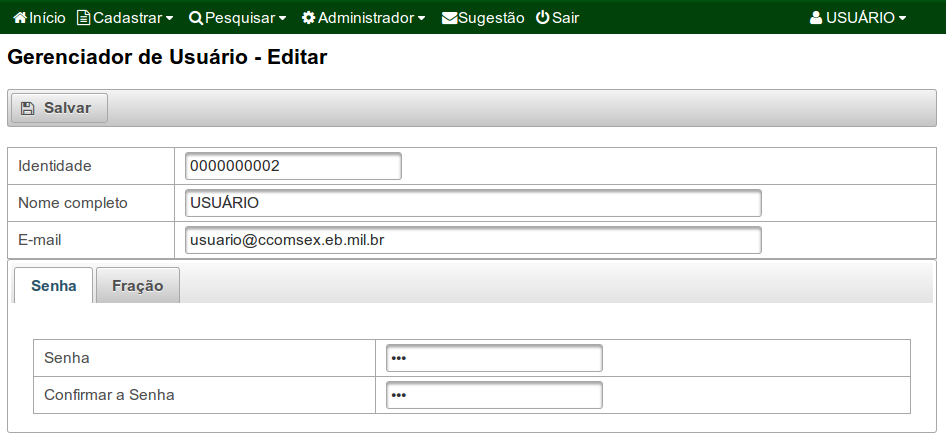 Início Cadastrar Pesquisar Administrador Sugestão Sair USUÁRIO
Gerenciador de Usuário - Editar
Salvar
Identidade 0000000002
Nome completo USUÁRIO
E-mail usuario@ccomsex.eb.mil.br
Senha Fração
Senha •••
Confirmar a Senha •••